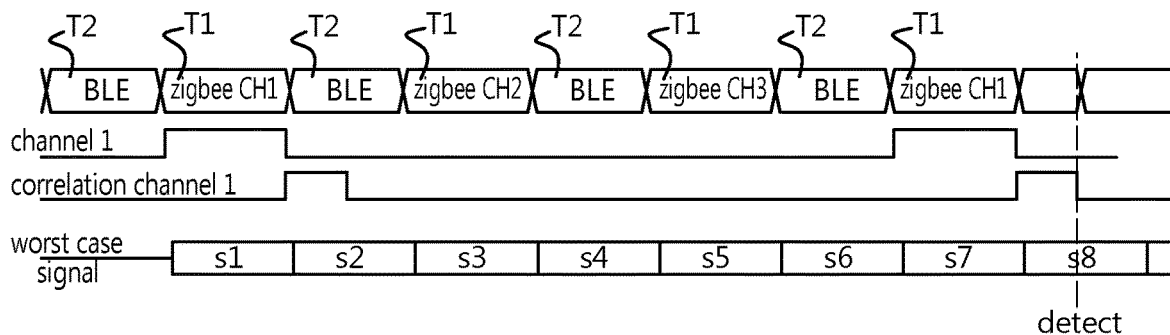 T2 T1 T2 T1 T2 T1 T2 T1
BLE zigbee CH1 BLE zigbee CH2 BLE zigbee CH3 BLE zigbee CH1
channel 1
correlation channel 1
worst case
signal
s1 s2 s3 s4 s5 s6 s7 s8
detect